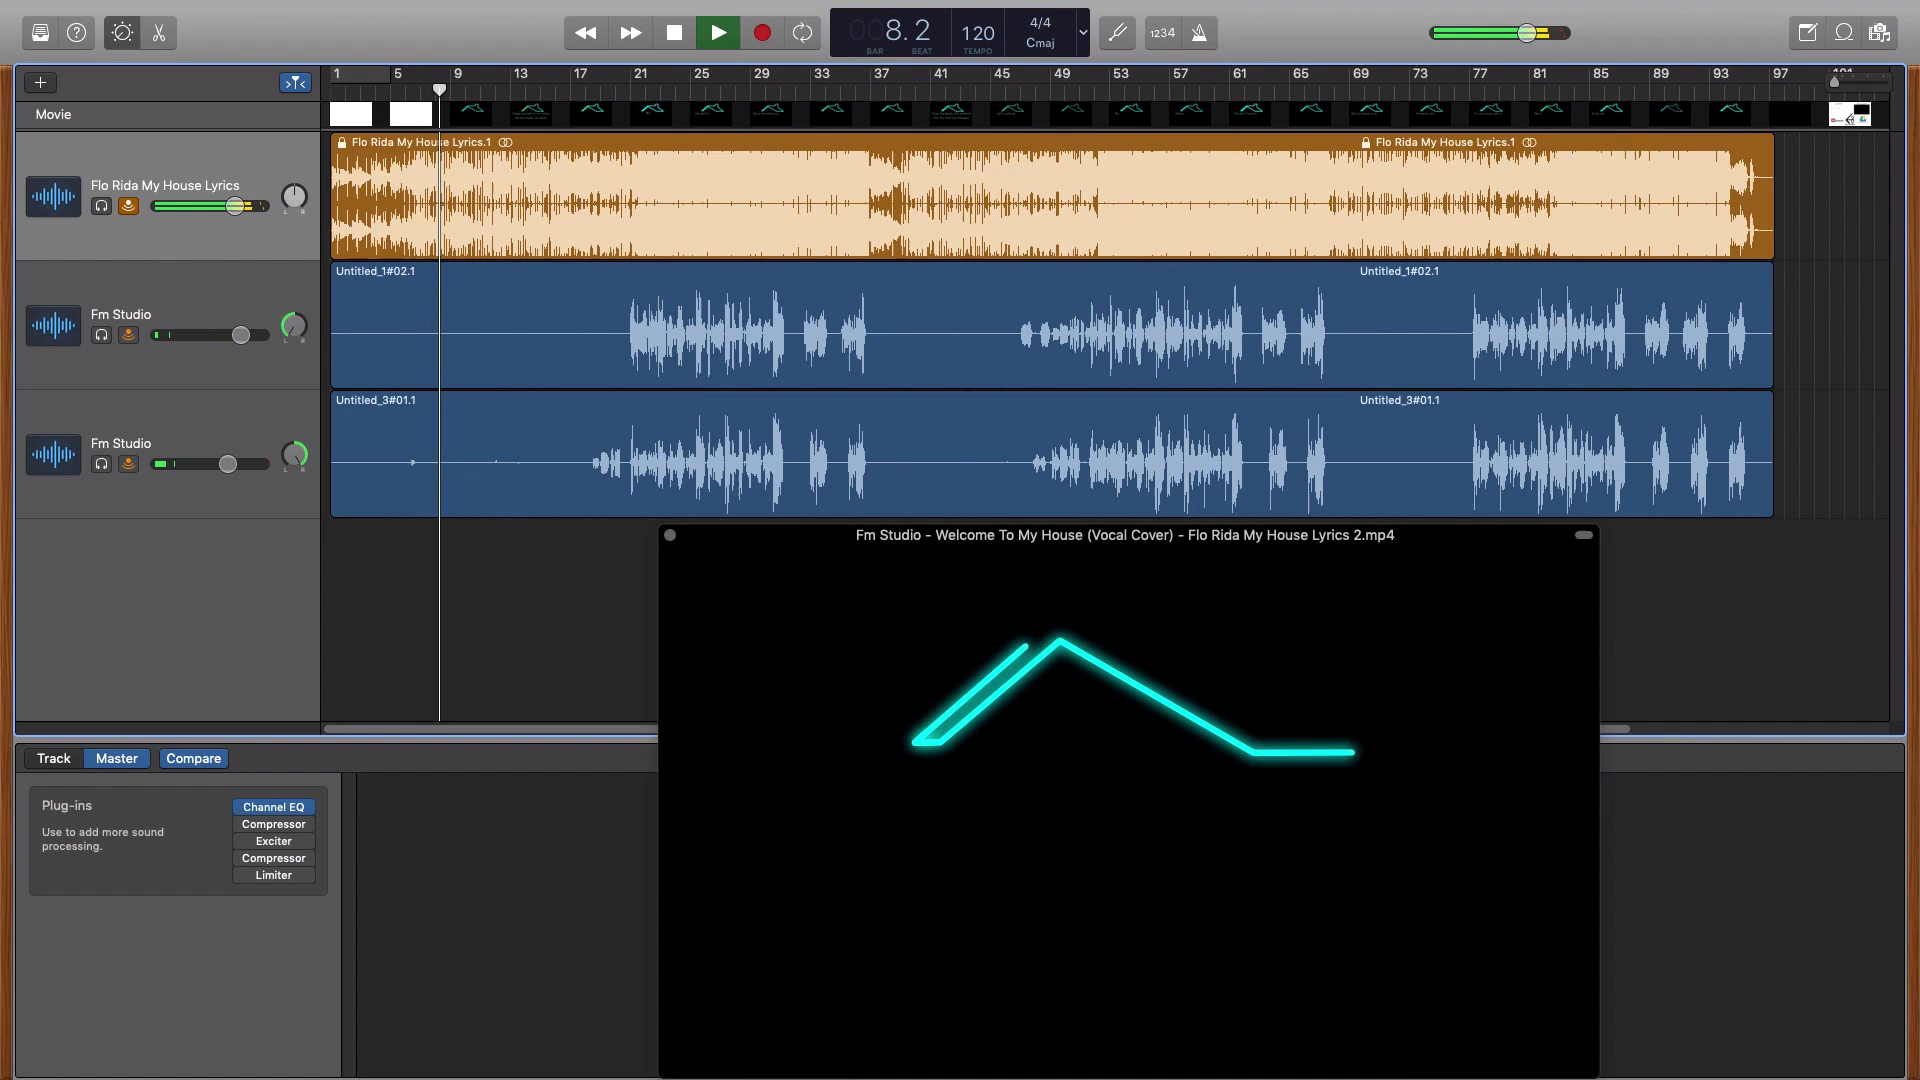 008.2
BAR BEAT
120
TEMPO
4/4
Cmaj
1234
1 5 9 13 17 21 25 29 33 37 41 45 49 53 57 61 65 69 73 77 81 85 89 93 97 101
Movie
Flo Rida My House Lyrics.1
Flo Rida My House Lyrics.1
Flo Rida My House Lyrics
L R
Untitled_1#02.1
Untitled_1#02.1
Fm Studio
L R
Untitled_3#01.1
Untitled_3#01.1
Fm Studio
L R
Fm Studio - Welcome To My House (Vocal Cover) - Flo Rida My House Lyrics 2.mp4
Track
Master
Compare
Plug-ins
Use to add more sound
processing.
Channel EQ
Compressor
Exciter
Compressor
Limiter